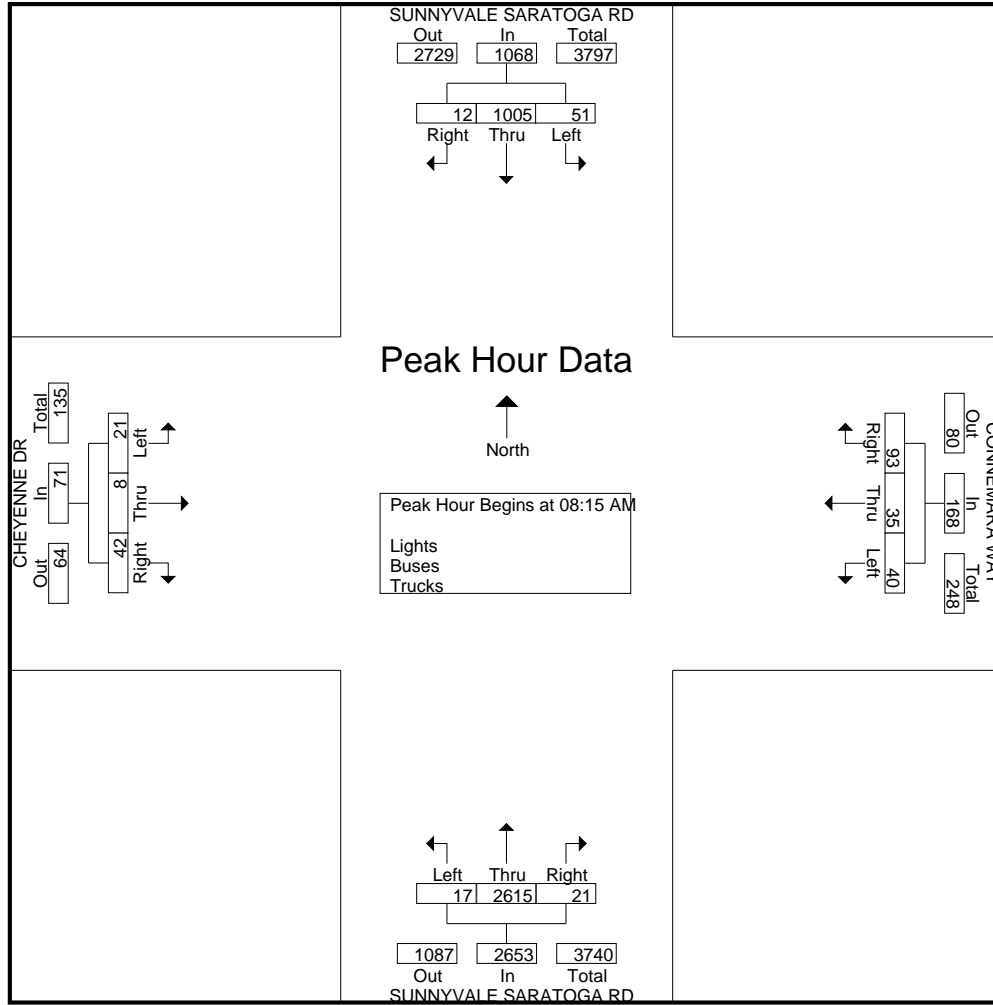 SUNNYVALE SARATOGA RD
Out In Total
2729 1068 3797
12 1005 51
Right Thru Left
Peak Hour Data
North
Peak Hour Begins at 08:15 AM
Lights
Buses
Trucks
CHEYENNE DR
Out In Total
64 71 135
21 8 42
Left Thru Right
CONNEMARA WAY
Out In Total
80 168 248
93 35 40
Right Thru Left
Left Thru Right
17 2615 21
1087 2653 3740
Out In Total
SUNNYVALE SARATOGA RD